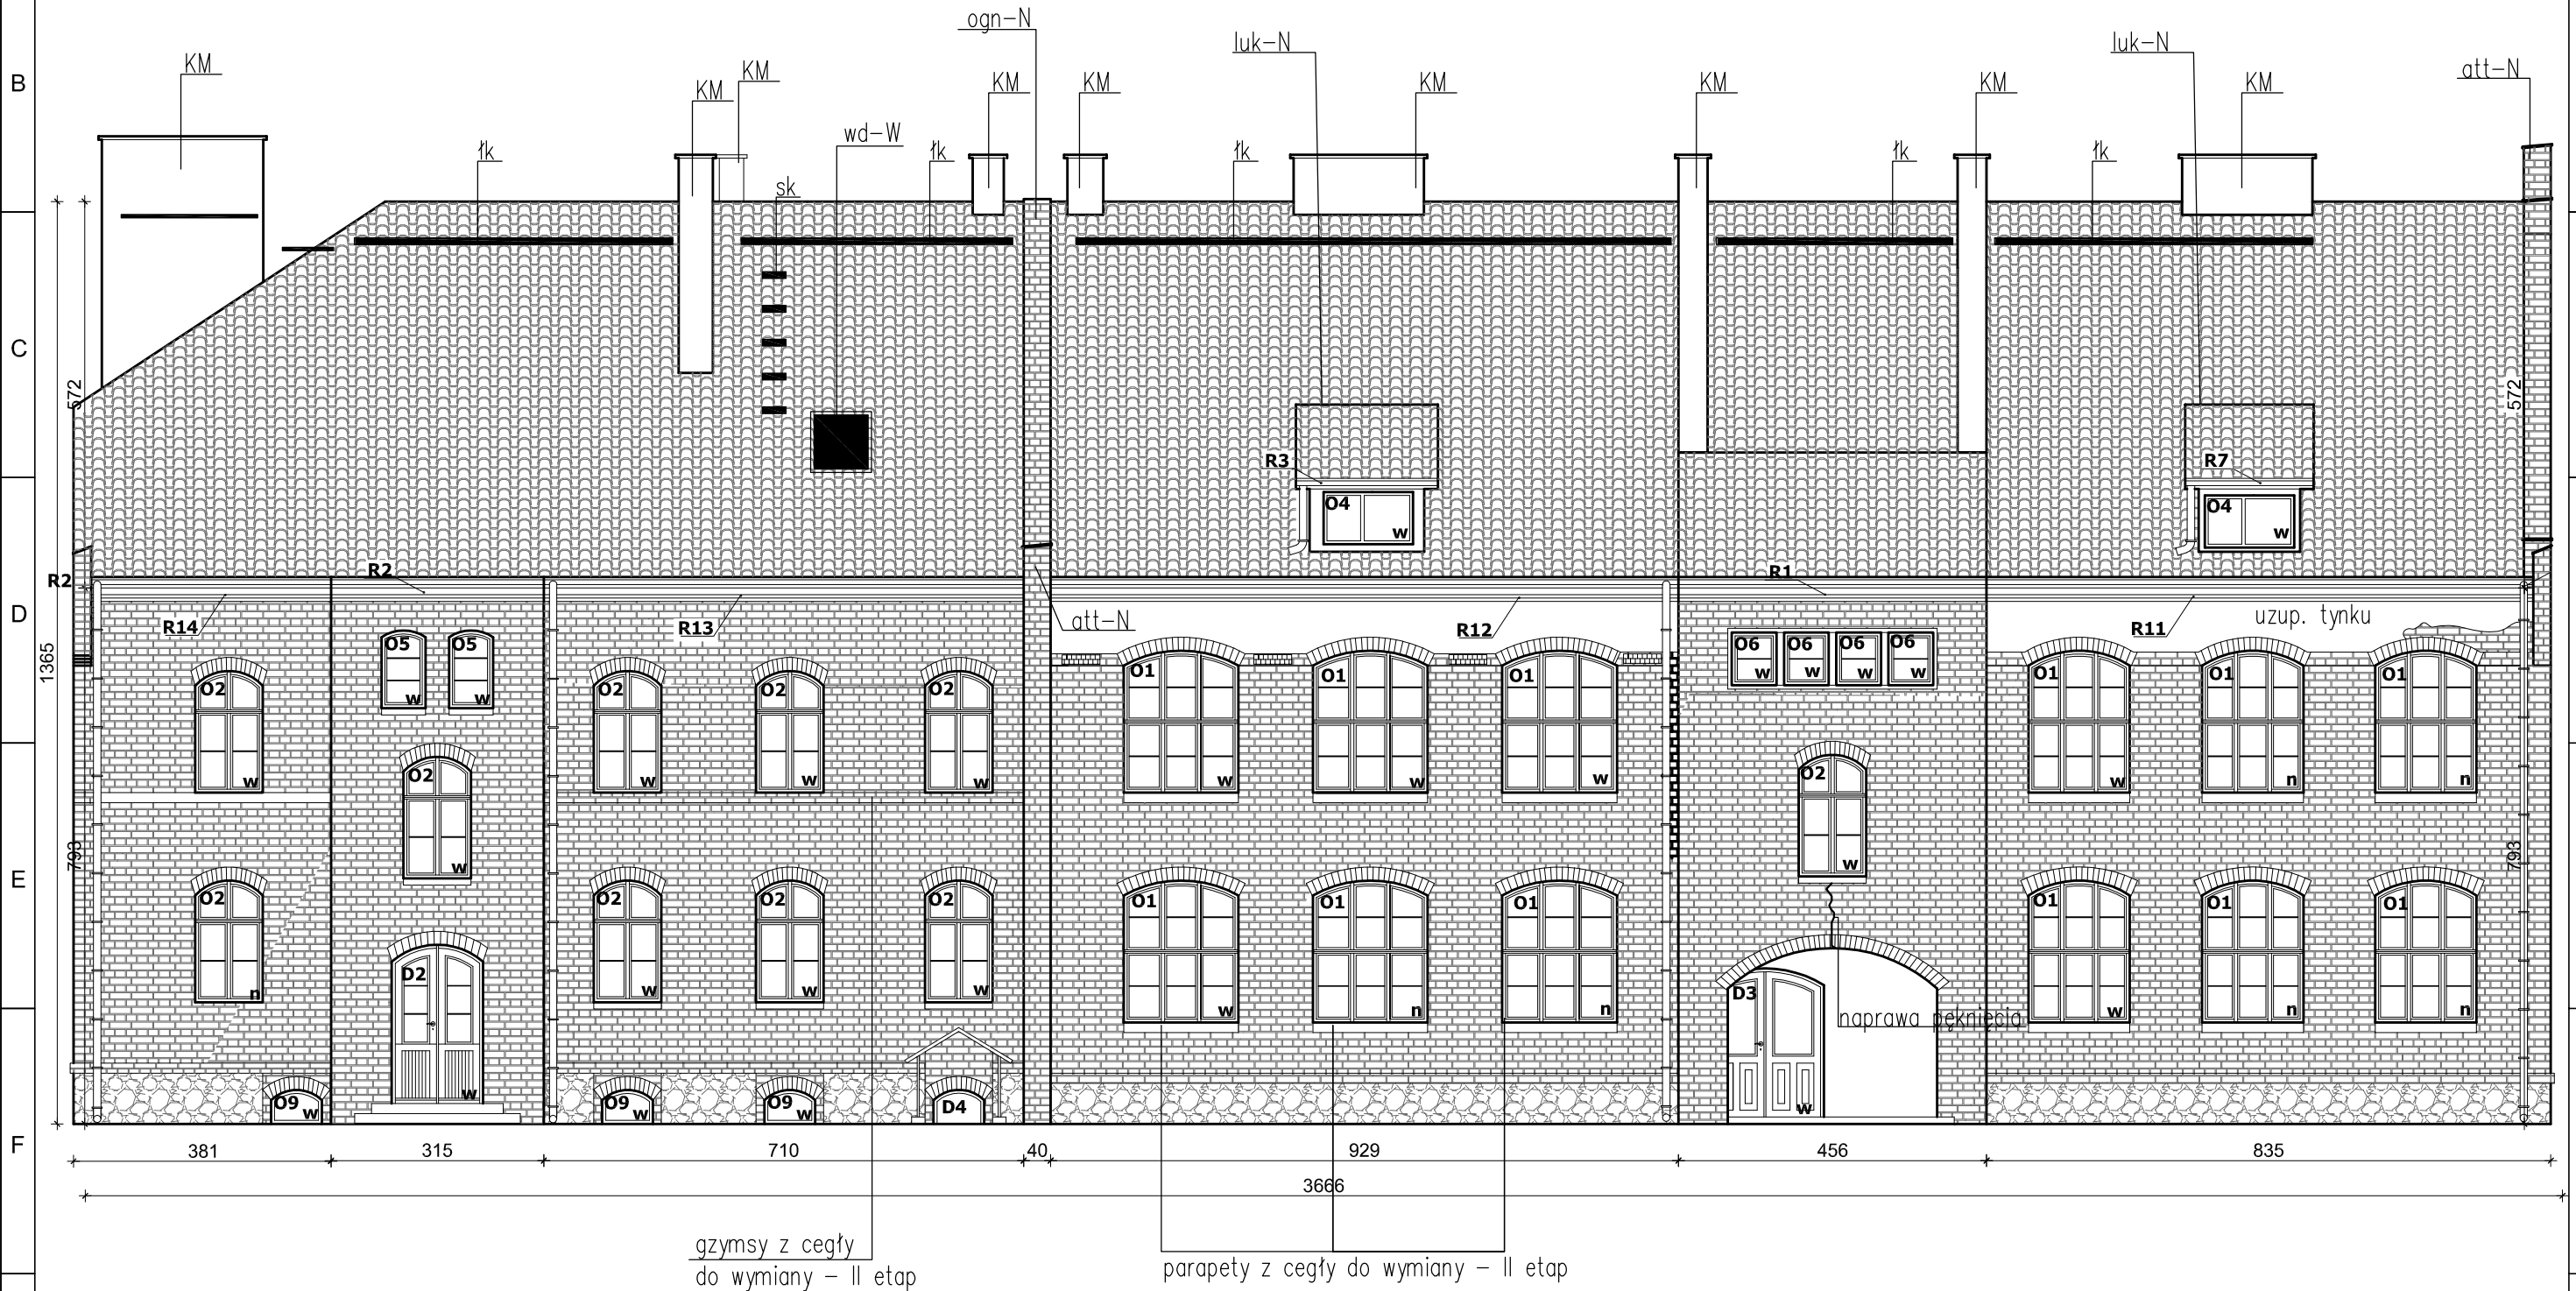 B
C
D
E
F
ogn-N
KM
KM
KM
KM
KM
luk-N
KM
KM
KM
luk-N
KM
att-N
łk
sk
wd-W
łk
łk
łk
łk
572
572
1365
793
793
R3
R7
O4
w
O4
w
R2
R2
R14
R13
att-N
R12
R1
R11
uzup. tynku
O5
w
O5
w
O6
w
O6
w
O6
w
O6
w
O2
w
O2
w
O2
w
O2
w
O1
w
O1
w
O1
w
O1
w
O1
n
O1
n
O2
w
O2
w
O2
n
O2
w
O2
w
O2
w
O1
w
O1
n
O1
n
O1
w
O1
n
O1
n
D2
w
D3
w
naprawa pęknięcia
O9
w
O9
w
O9
w
D4
381
315
710
40
929
456
835
3666
gzymsy z cegły
do wymiany – II etap
parapety z cegły do wymiany – II etap